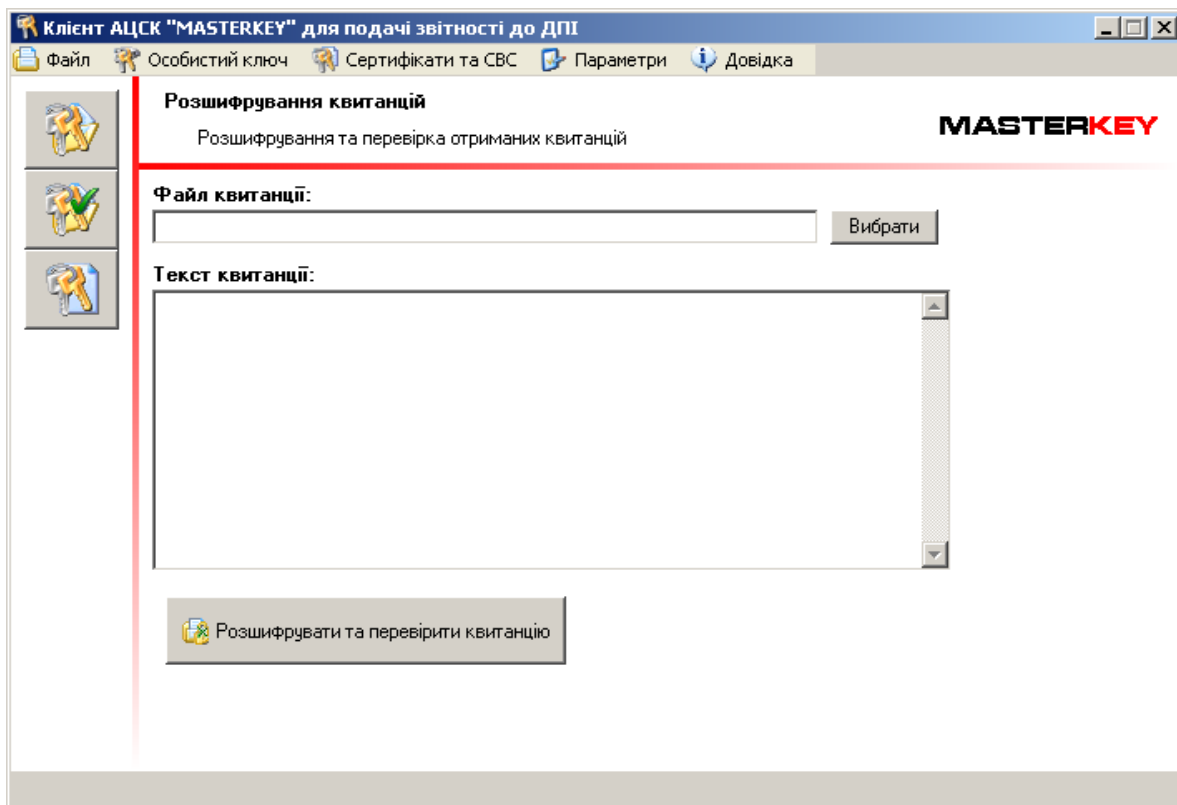 Клієнт АЦСК "MASTERKEY" для подачі звітності до ДПІ
Файл Особистий ключ Сертифікати та СВС Параметри Довідка
Розшифрування квитанцій
Розшифрування та перевірка отриманих квитанцій
MASTERKEY
Файл квитанції:
Вибрати
Текст квитанції:
Розшифрувати та перевірити квитанцію